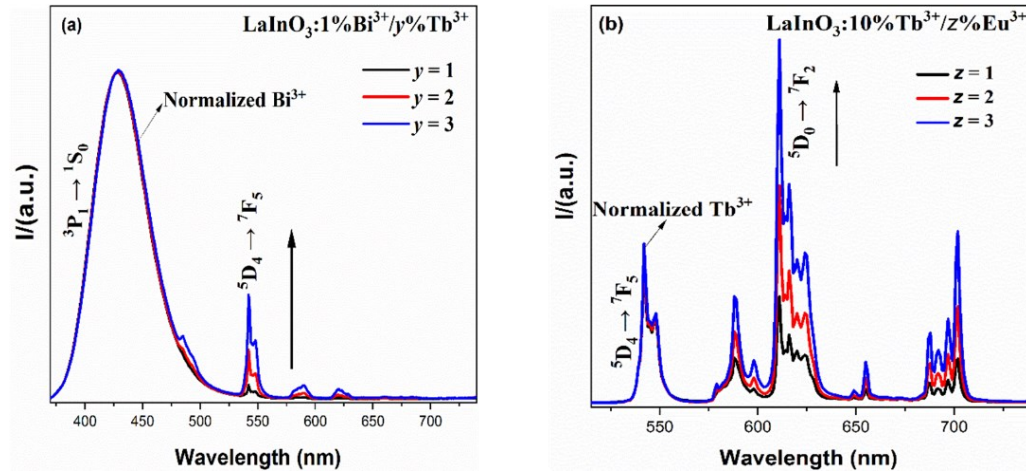 (a)
LaInO₃:1%Bi³⁺/y%Tb³⁺
y = 1
y = 2
y = 3
Normalized Bi³⁺
³P₁ → ¹S₀
⁵D₄ → ⁷F₅
I/(a.u.)
400 450 500 550 600 650 700
Wavelength (nm)
(b)
LaInO₃:10%Tb³⁺/z%Eu³⁺
z = 1
z = 2
z = 3
⁵D₀ → ⁷F₂
Normalized Tb³⁺
⁵D₄ → ⁷F₅
I/(a.u.)
550 600 650 700
Wavelength (nm)